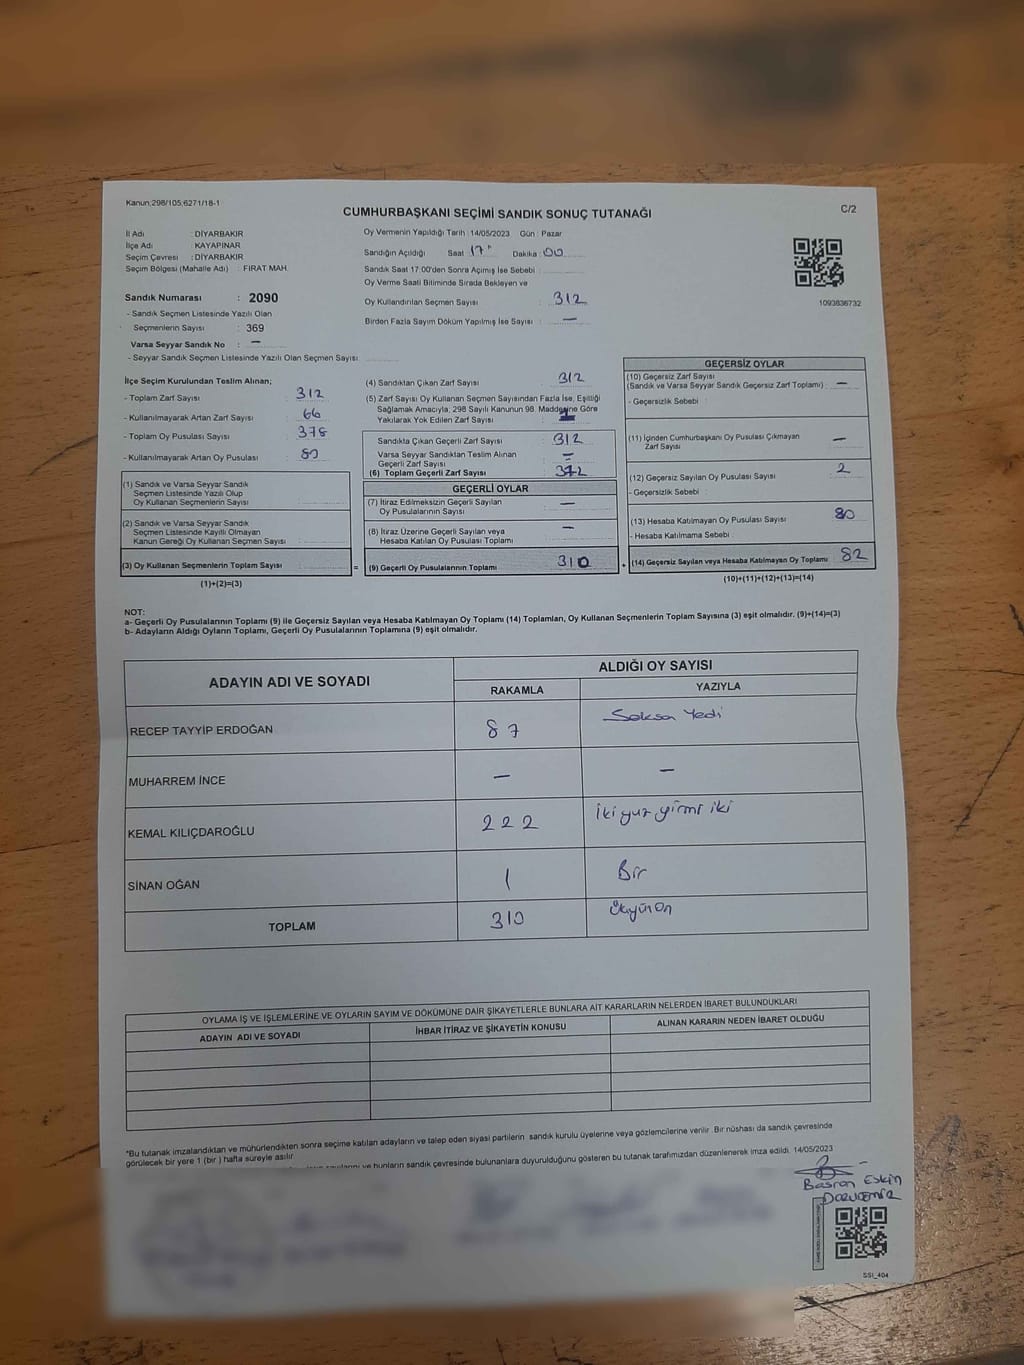 Kanun;298/105;6271/18-1
C/2
CUMHURBAŞKANI SEÇİMİ SANDIK SONUÇ TUTANAĞI
İl Adı : DİYARBAKIR
İlçe Adı : KAYAPINAR
Seçim Çevresi : DİYARBAKIR
Seçim Bölgesi (Mahalle Adı) : FIRAT MAH.
Sandık Numarası : 2090
- Sandık Seçmen Listesinde Yazılı Olan
Seçmenlerin Sayısı : 369
Varsa Seyyar Sandık No : —
- Seyyar Sandık Seçmen Listesinde Yazılı Olan Seçmen Sayısı:
Oy Vermenin Yapıldığı Tarih : 14/05/2023 Gün : Pazar
Sandığın Açıldığı Saat 17 Dakika : 00
Sandık Saat 17:00'den Sonra Açımış İse Sebebi :
Oy Verme Saati Bitiminde Sırada Bekleyen ve
Oy Kullandırılan Seçmen Sayısı : 312
Birden Fazla Sayım Döküm Yapılmış İse Sayısı : —
1093836732
İlçe Seçim Kurulundan Teslim Alınan;
- Toplam Zarf Sayısı : 312
- Kullanılmayarak Artan Zarf Sayısı : 66
- Toplam Oy Pusulası Sayısı : 378
- Kullanılmayarak Artan Oy Pusulası :
(1) Sandık ve Varsa Seyyar Sandık
Seçmen Listesinde Yazılı Olup
Oy Kullanan Seçmenlerin Sayısı :
(2) Sandık ve Varsa Seyyar Sandık
Seçmen Listesinde Kayıtlı Olmayan
Kanun Gereği Oy Kullanan Seçmen Sayısı :
(3) Oy Kullanan Seçmenlerin Toplam Sayısı :
(1)+(2)=(3)
(4) Sandıktan Çıkan Zarf Sayısı : 312
(5) Zarf Sayısı Oy Kullanan Seçmen Sayısından Fazla İse, Eşitliği
Sağlamak Amacıyla, 298 Sayılı Kanunun 98. Maddesine Göre
Yakılarak Yok Edilen Zarf Sayısı :
Sandıkta Çıkan Geçerli Zarf Sayısı : 312
Varsa Seyyar Sandıktan Teslim Alınan
Geçerli Zarf Sayısı : —
(6) Toplam Geçerli Zarf Sayısı : 312
GEÇERLİ OYLAR
(7) İtiraz Edilmeksizin Geçerli Sayılan
Oy Pusulalarının Sayısı : —
(8) İtiraz Üzerine Geçerli Sayılan veya
Hesaba Katılan Oy Pusulası Toplamı : —
(9) Geçerli Oy Pusulalarının Toplamı : 310
GEÇERSİZ OYLAR
(10) Geçersiz Zarf Sayısı
(Sandık ve Varsa Seyyar Sandık Geçersiz Zarf Toplamı) : —
- Geçersizlik Sebebi :
(11) İçinden Cumhurbaşkanı Oy Pusulası Çıkmayan
Zarf Sayısı : —
(12) Geçersiz Sayılan Oy Pusulası Sayısı : 2
- Geçersizlik Sebebi :
(13) Hesaba Katılmayan Oy Pusulası Sayısı : 80
- Hesaba Katılmama Sebebi :
(14) Geçersiz Sayılan veya Hesaba Katılmayan Oy Toplamı : 82
(10)+(11)+(12)+(13)=(14)
NOT:
a- Geçerli Oy Pusulalarının Toplamı (9) ile Geçersiz Sayılan veya Hesaba Katılmayan Oy Toplamı (14) Toplamları, Oy Kullanan Seçmenlerin Toplam Sayısına (3) eşit olmalıdır. (9)+(14)=(3)
b- Adayların Aldığı Oyların Toplamı, Geçerli Oy Pusulalarının Toplamına (9) eşit olmalıdır.
ADAYIN ADI VE SOYADI
ALDIĞI OY SAYISI
RAKAMLA YAZIYLA
RECEP TAYYİP ERDOĞAN 87 Seksen Yedi
MUHARREM İNCE — —
KEMAL KILIÇDAROĞLU 222 iki yuz yirmi iki
SİNAN OĞAN 1 Bir
TOPLAM 310
OYLAMA İŞ VE İŞLEMLERİNE VE OYLARIN SAYIM VE DÖKÜMÜNE DAİR ŞİKAYETLERLE BUNLARA AİT KARARLARIN NELERDEN İBARET BULUNDUKLARI
ADAYIN ADI VE SOYADI İHBAR İTİRAZ VE ŞİKAYETİN KONUSU ALINAN KARARIN NEDEN İBARET OLDUĞU
*Bu tutanak imzalandıktan ve mühürlendikten sonra seçime katılan adayların ve talep eden siyasi partilerin sandık kurulu üyelerine veya gözlemcilerine verilir. Bir nüshası da sandık çevresinde
görülecek bir yere 1 (bir ) hafta süreyle asılır.
ve bunların sandık çevresinde bulunanlara duyurulduğunu gösteren bu tutanak tarafımızdan düzenlenerek imza edildi. 14/05/2023
Eskin
SSI_404